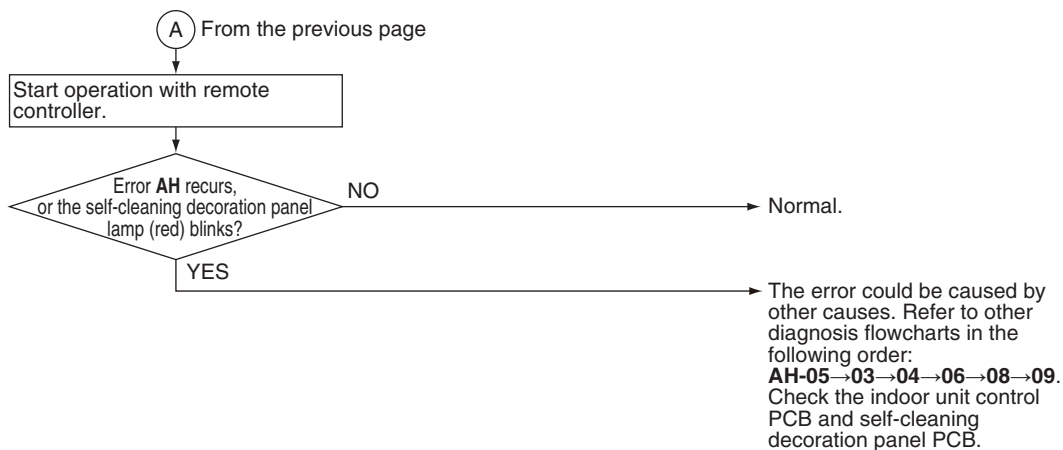 A From the previous page
Start operation with remote
controller.
Error AH recurs,
or the self-cleaning decoration panel
lamp (red) blinks?
NO
Normal.
YES
The error could be caused by
other causes. Refer to other
diagnosis flowcharts in the
following order:
AH-05→03→04→06→08→09.
Check the indoor unit control
PCB and self-cleaning
decoration panel PCB.